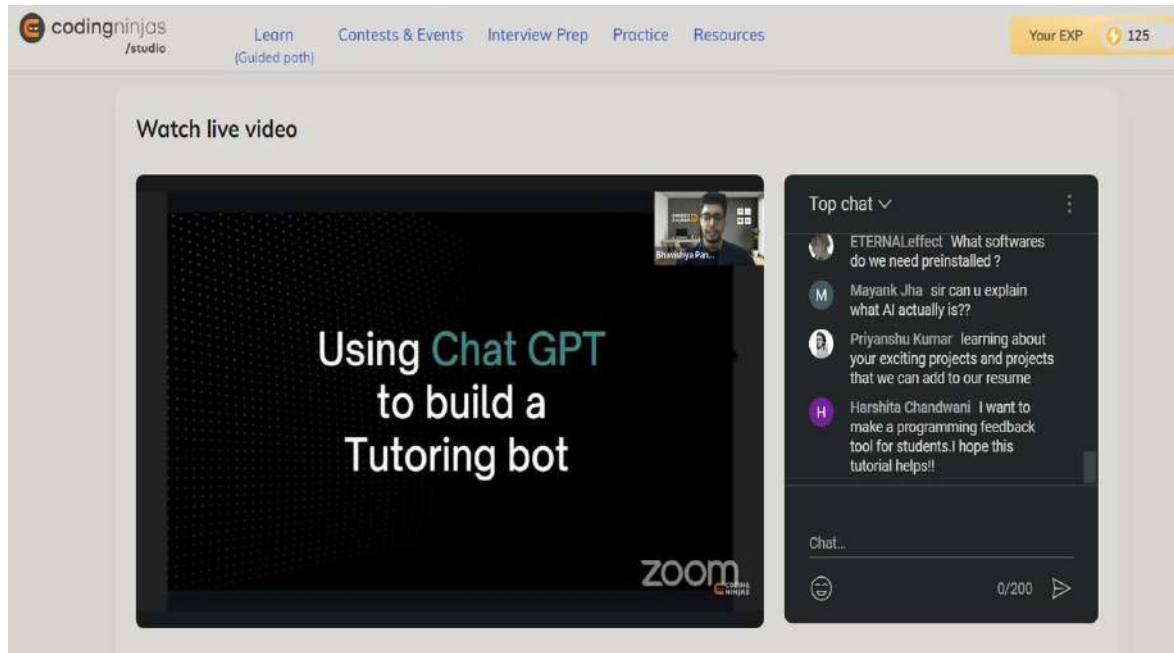 codingninjas
/studio
Learn
(Guided path)
Contests & Events
Interview Prep
Practice
Resources
Your EXP
125
Watch live video
Bhavishya Pan...
Using Chat GPT
to build a
Tutoring bot
zoom
CODING
NINJAS
Top chat
ETERNALeffect What softwares
do we need preinstalled ?
M
Mayank Jha sir can u explain
what AI actually is??
Priyanshu Kumar learning about
your exciting projects and projects
that we can add to our resume
H
Harshita Chandwani I want to
make a programming feedback
tool for students.I hope this
tutorial helps!!
Chat...
0/200